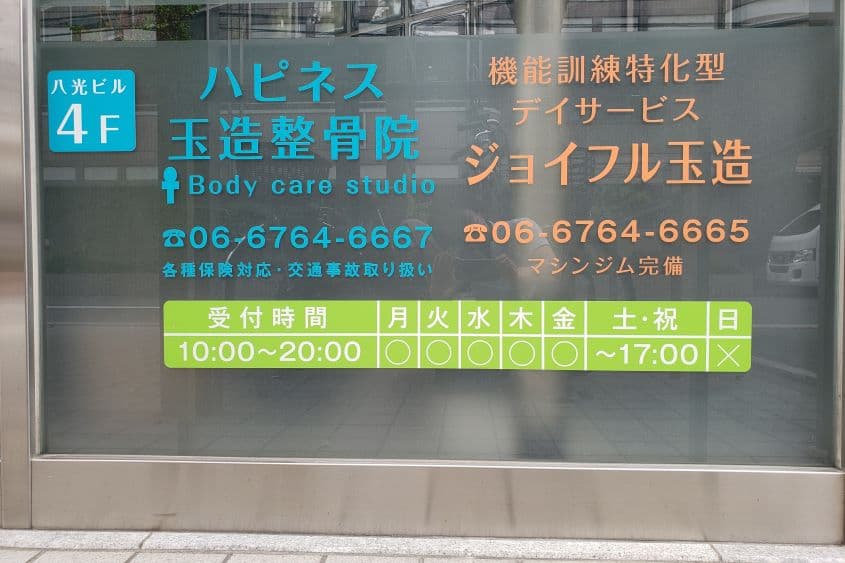 八光ビル
4F
ハピネス
玉造整骨院
Body care studio
☎06-6764-6667
各種保険対応・交通事故取り扱い
機能訓練特化型
デイサービス
ジョイフル玉造
☎06-6764-6665
マシンジム完備
受付時間 月 火 水 木 金 土・祝 日
10:00〜20:00 ○ ○ ○ ○ ○ 〜17:00 ×